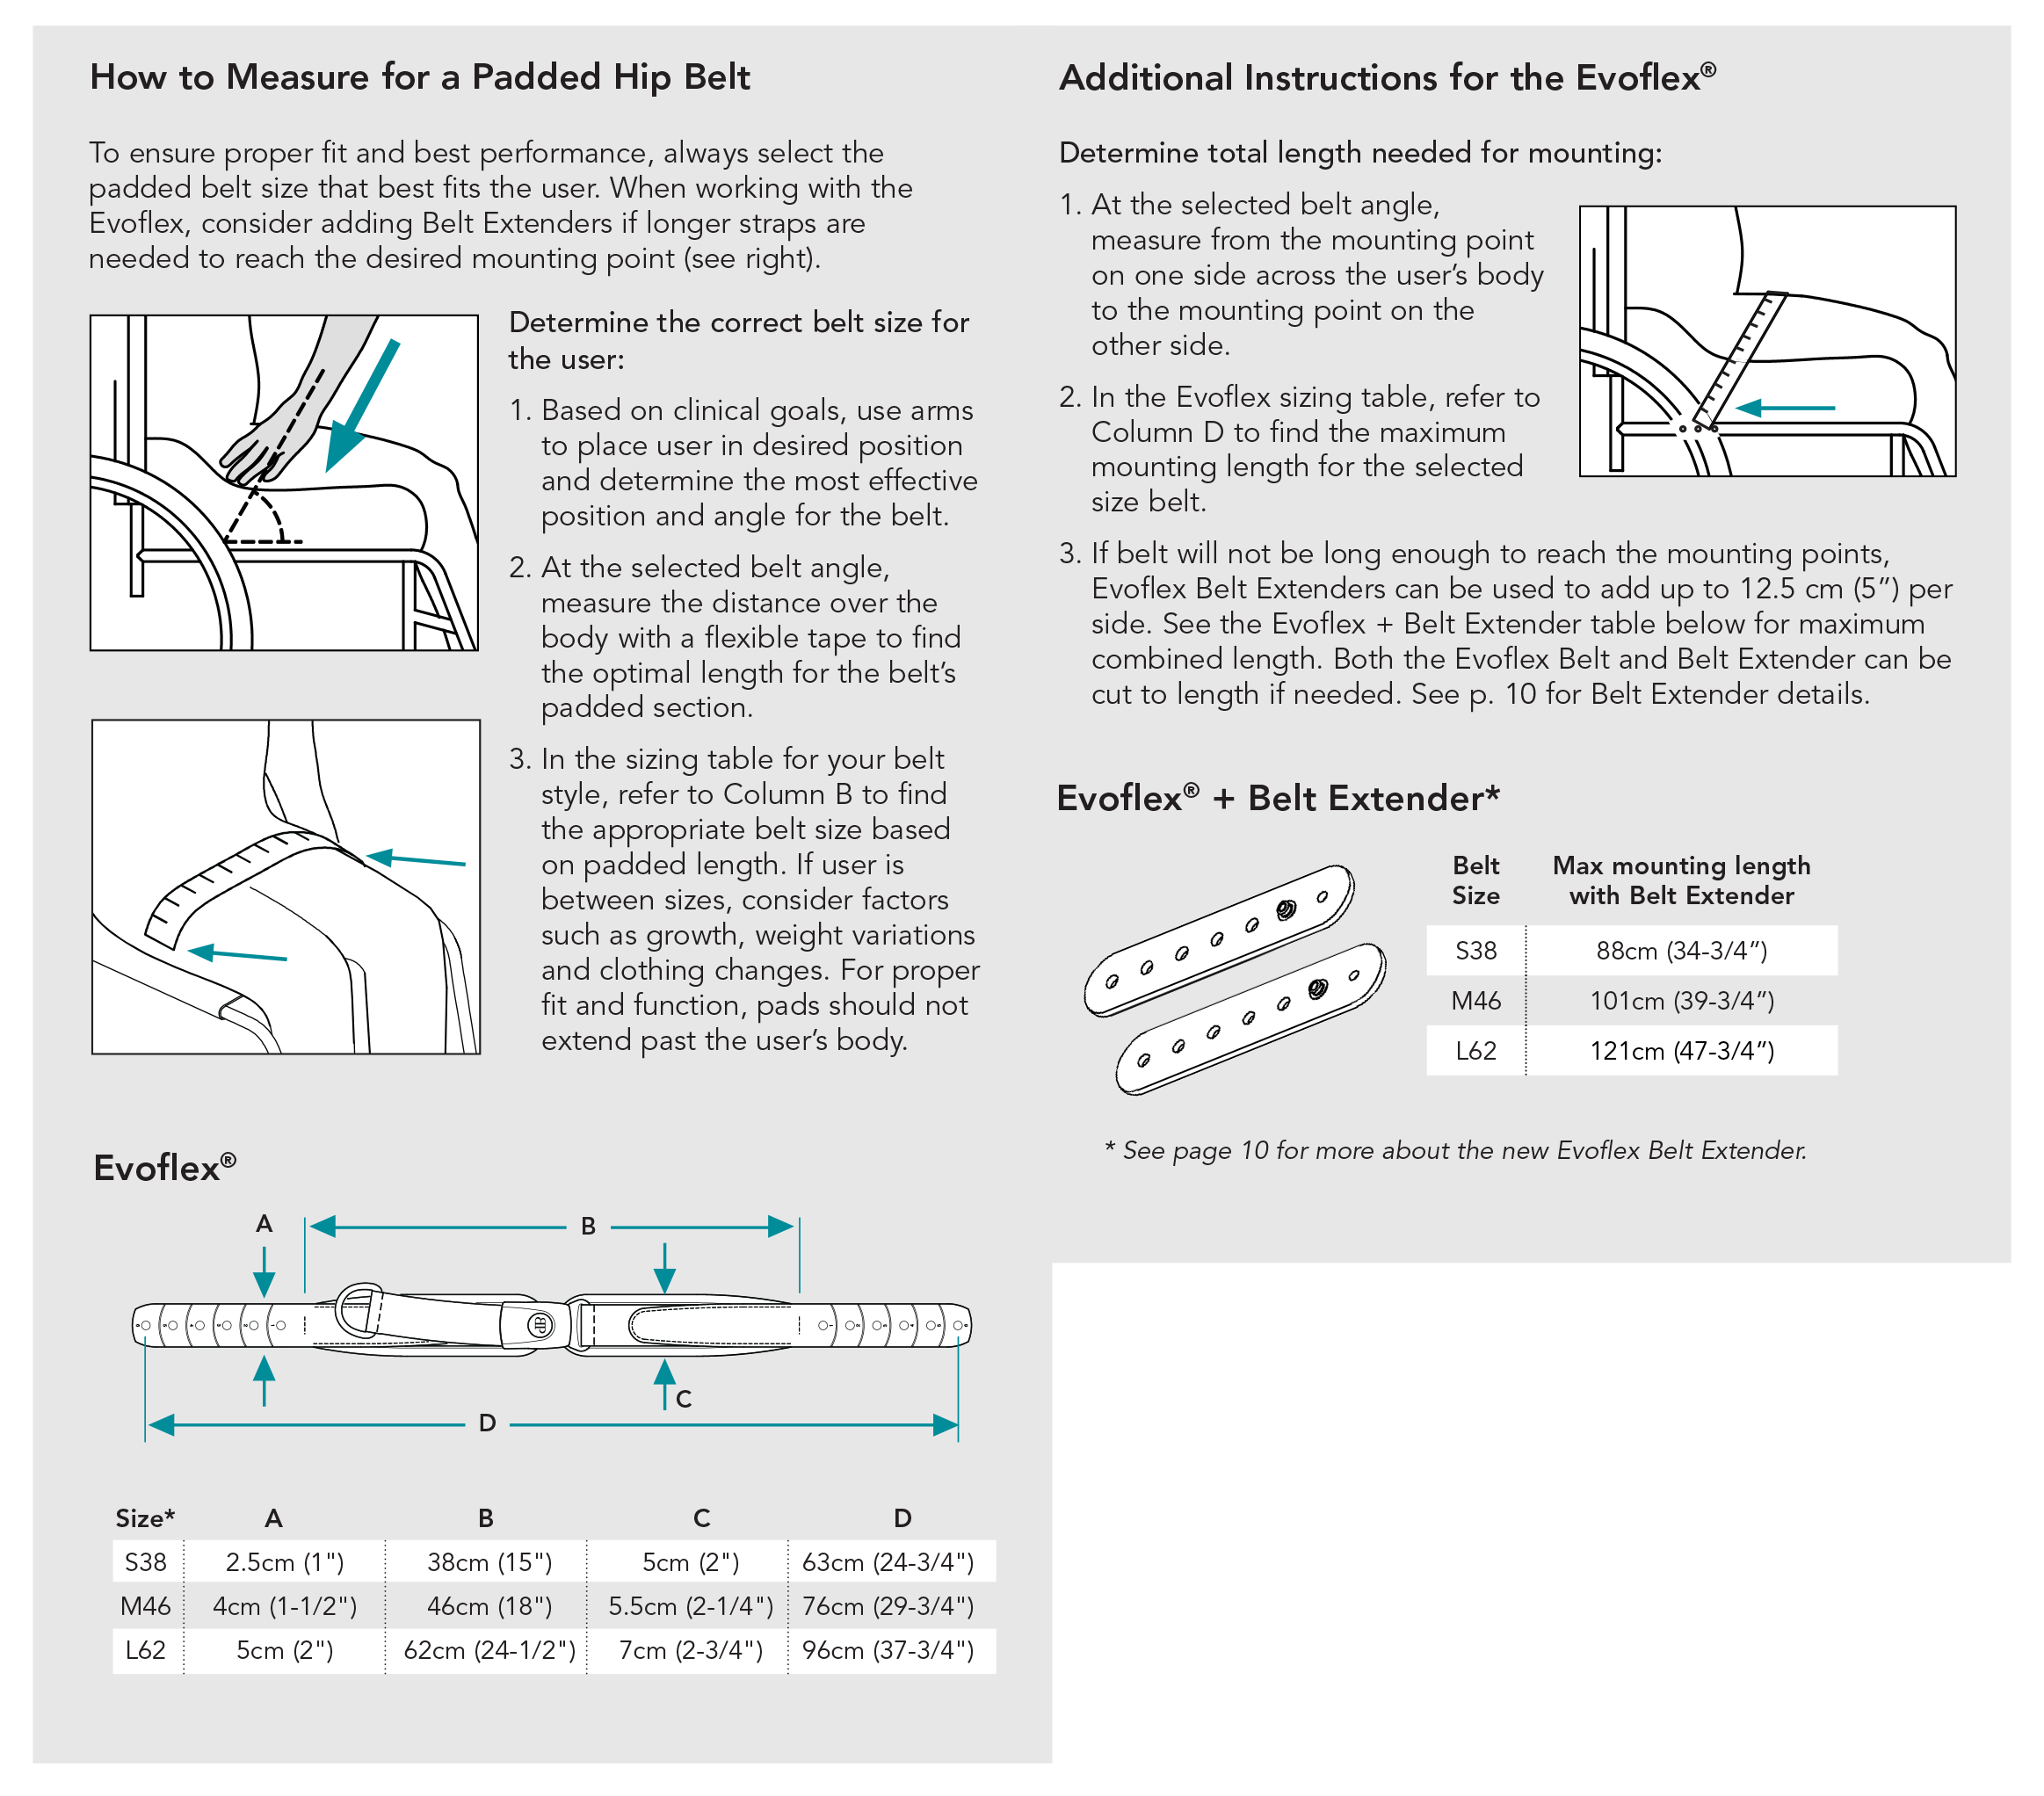 How to Measure for a Padded Hip Belt
To ensure proper fit and best performance, always select the
padded belt size that best fits the user. When working with the
Evoflex, consider adding Belt Extenders if longer straps are
needed to reach the desired mounting point (see right).
Determine the correct belt size for
the user:
1. Based on clinical goals, use arms
to place user in desired position
and determine the most effective
position and angle for the belt.
2. At the selected belt angle,
measure the distance over the
body with a flexible tape to find
the optimal length for the belt’s
padded section.
3. In the sizing table for your belt
style, refer to Column B to find
the appropriate belt size based
on padded length. If user is
between sizes, consider factors
such as growth, weight variations
and clothing changes. For proper
fit and function, pads should not
extend past the user’s body.
Evoflex®
A
B
C
D
Size* A B C D
S38 2.5cm (1") 38cm (15") 5cm (2") 63cm (24-3/4")
M46 4cm (1-1/2") 46cm (18") 5.5cm (2-1/4") 76cm (29-3/4")
L62 5cm (2") 62cm (24-1/2") 7cm (2-3/4") 96cm (37-3/4")
Additional Instructions for the Evoflex®
Determine total length needed for mounting:
1. At the selected belt angle,
measure from the mounting point
on one side across the user’s body
to the mounting point on the
other side.
2. In the Evoflex sizing table, refer to
Column D to find the maximum
mounting length for the selected
size belt.
3. If belt will not be long enough to reach the mounting points,
Evoflex Belt Extenders can be used to add up to 12.5 cm (5”) per
side. See the Evoflex + Belt Extender table below for maximum
combined length. Both the Evoflex Belt and Belt Extender can be
cut to length if needed. See p. 10 for Belt Extender details.
Evoflex® + Belt Extender*
Belt Max mounting length
Size with Belt Extender
S38 88cm (34-3/4”)
M46 101cm (39-3/4”)
L62 121cm (47-3/4”)
* See page 10 for more about the new Evoflex Belt Extender.